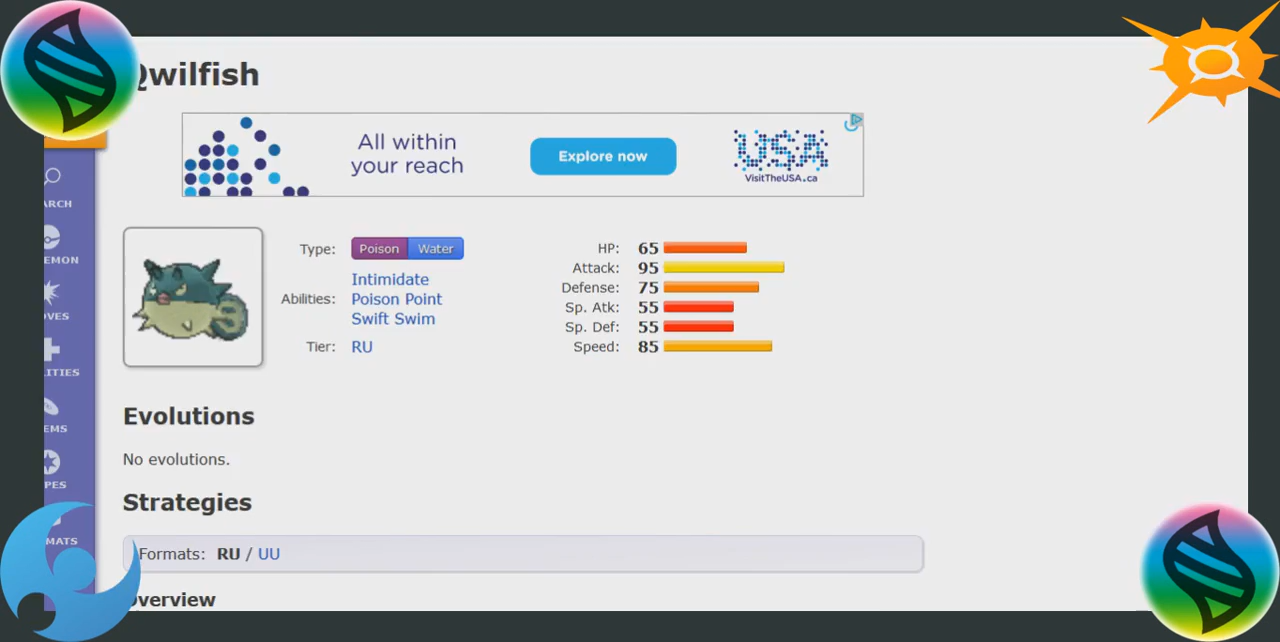 Qwilfish
All within
your reach
Explore now
USA
VisitTheUSA.ca
Type: Poison Water
Abilities: Intimidate
Poison Point
Swift Swim
Tier: RU
HP: 65
Attack: 95
Defense: 75
Sp. Atk: 55
Sp. Def: 55
Speed: 85
ARCH
EMON
OVES
LITIES
EMS
PES
MATS
Evolutions
No evolutions.
Strategies
Formats: RU / UU
Overview